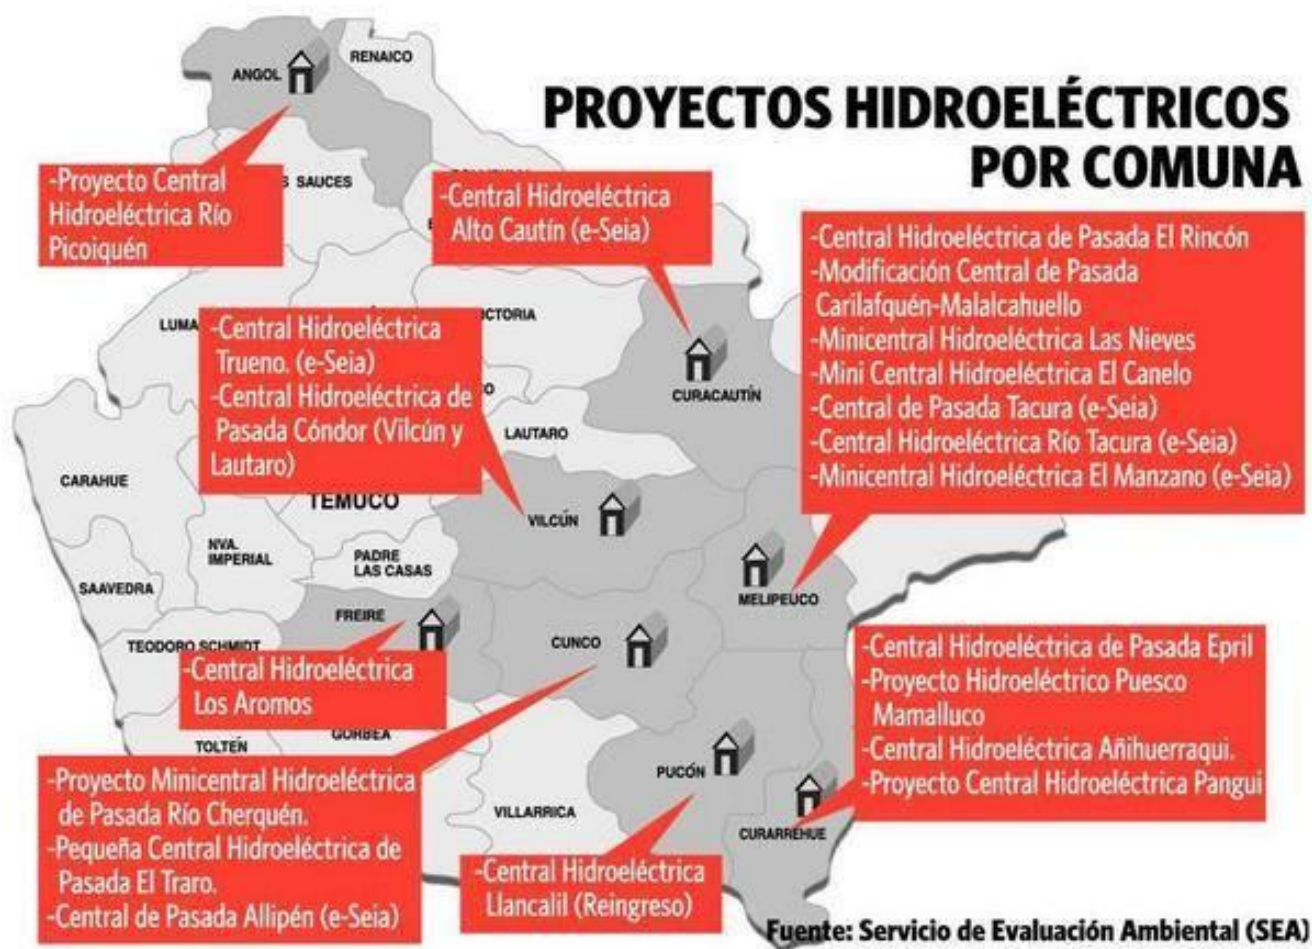 PROYECTOS HIDROELÉCTRICOS
POR COMUNA
ANGOL
RENAICO
-Proyecto Central
Hidroeléctrica Río
Picoiquén
SAUCES
-Central Hidroeléctrica
Alto Cautín (e-Seia)
-Central Hidroeléctrica de Pasada El Rincón
-Modificación Central de Pasada
Carilafquén-Malalcahuello
-Minicentral Hidroeléctrica Las Nieves
-Mini Central Hidroeléctrica El Canelo
-Central de Pasada Tacura (e-Seia)
-Central Hidroeléctrica Río Tacura (e-Seia)
-Minicentral Hidroeléctrica El Manzano (e-Seia)
LUMA
CTORIA
-Central Hidroeléctrica
Trueno. (e-Seia)
-Central Hidroeléctrica de
Pasada Cóndor (Vilcún y
Lautaro)
CURACAUTÍN
LAUTARO
CARAHUE
TEMUCO
VILCÚN
NVA.
IMPERIAL
PADRE
LAS CASAS
SAAVEDRA
MELIPEUCO
FREIRE
CUNCO
TEODORO SCHMIDT
-Central Hidroeléctrica
Los Aromos
-Central Hidroeléctrica de Pasada Epril
-Proyecto Hidroeléctrico Puesco
Mamalluco
-Central Hidroeléctrica Añihuerraqui.
-Proyecto Central Hidroeléctrica Pangui
TOLTÉN
GORBEA
PUCÓN
VILLARRICA
CURARREHUE
-Proyecto Minicentral Hidroeléctrica
de Pasada Río Cherquén.
-Pequeña Central Hidroeléctrica de
Pasada El Traro.
-Central de Pasada Allipén (e-Seia)
-Central Hidroeléctrica
Llancalil (Reingreso)
Fuente: Servicio de Evaluación Ambiental (SEA)